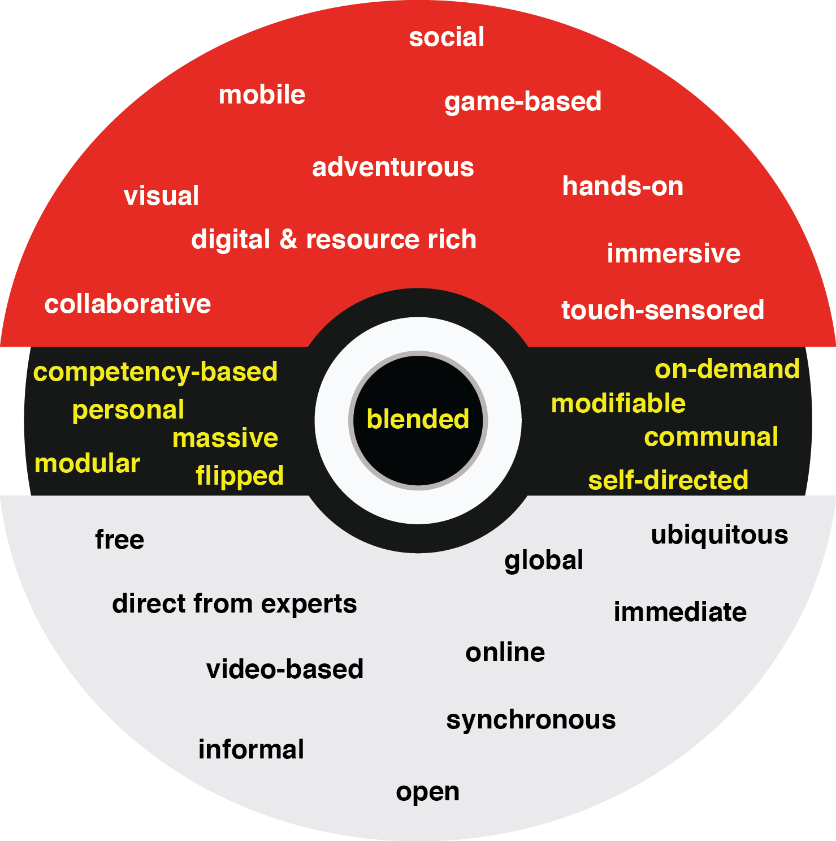 social
mobile
game-based
adventurous
hands-on
visual
digital & resource rich
immersive
collaborative
touch-sensored
competency-based
on-demand
personal
modifiable
blended
massive
communal
modular
flipped
self-directed
free
ubiquitous
global
direct from experts
immediate
online
video-based
synchronous
informal
open